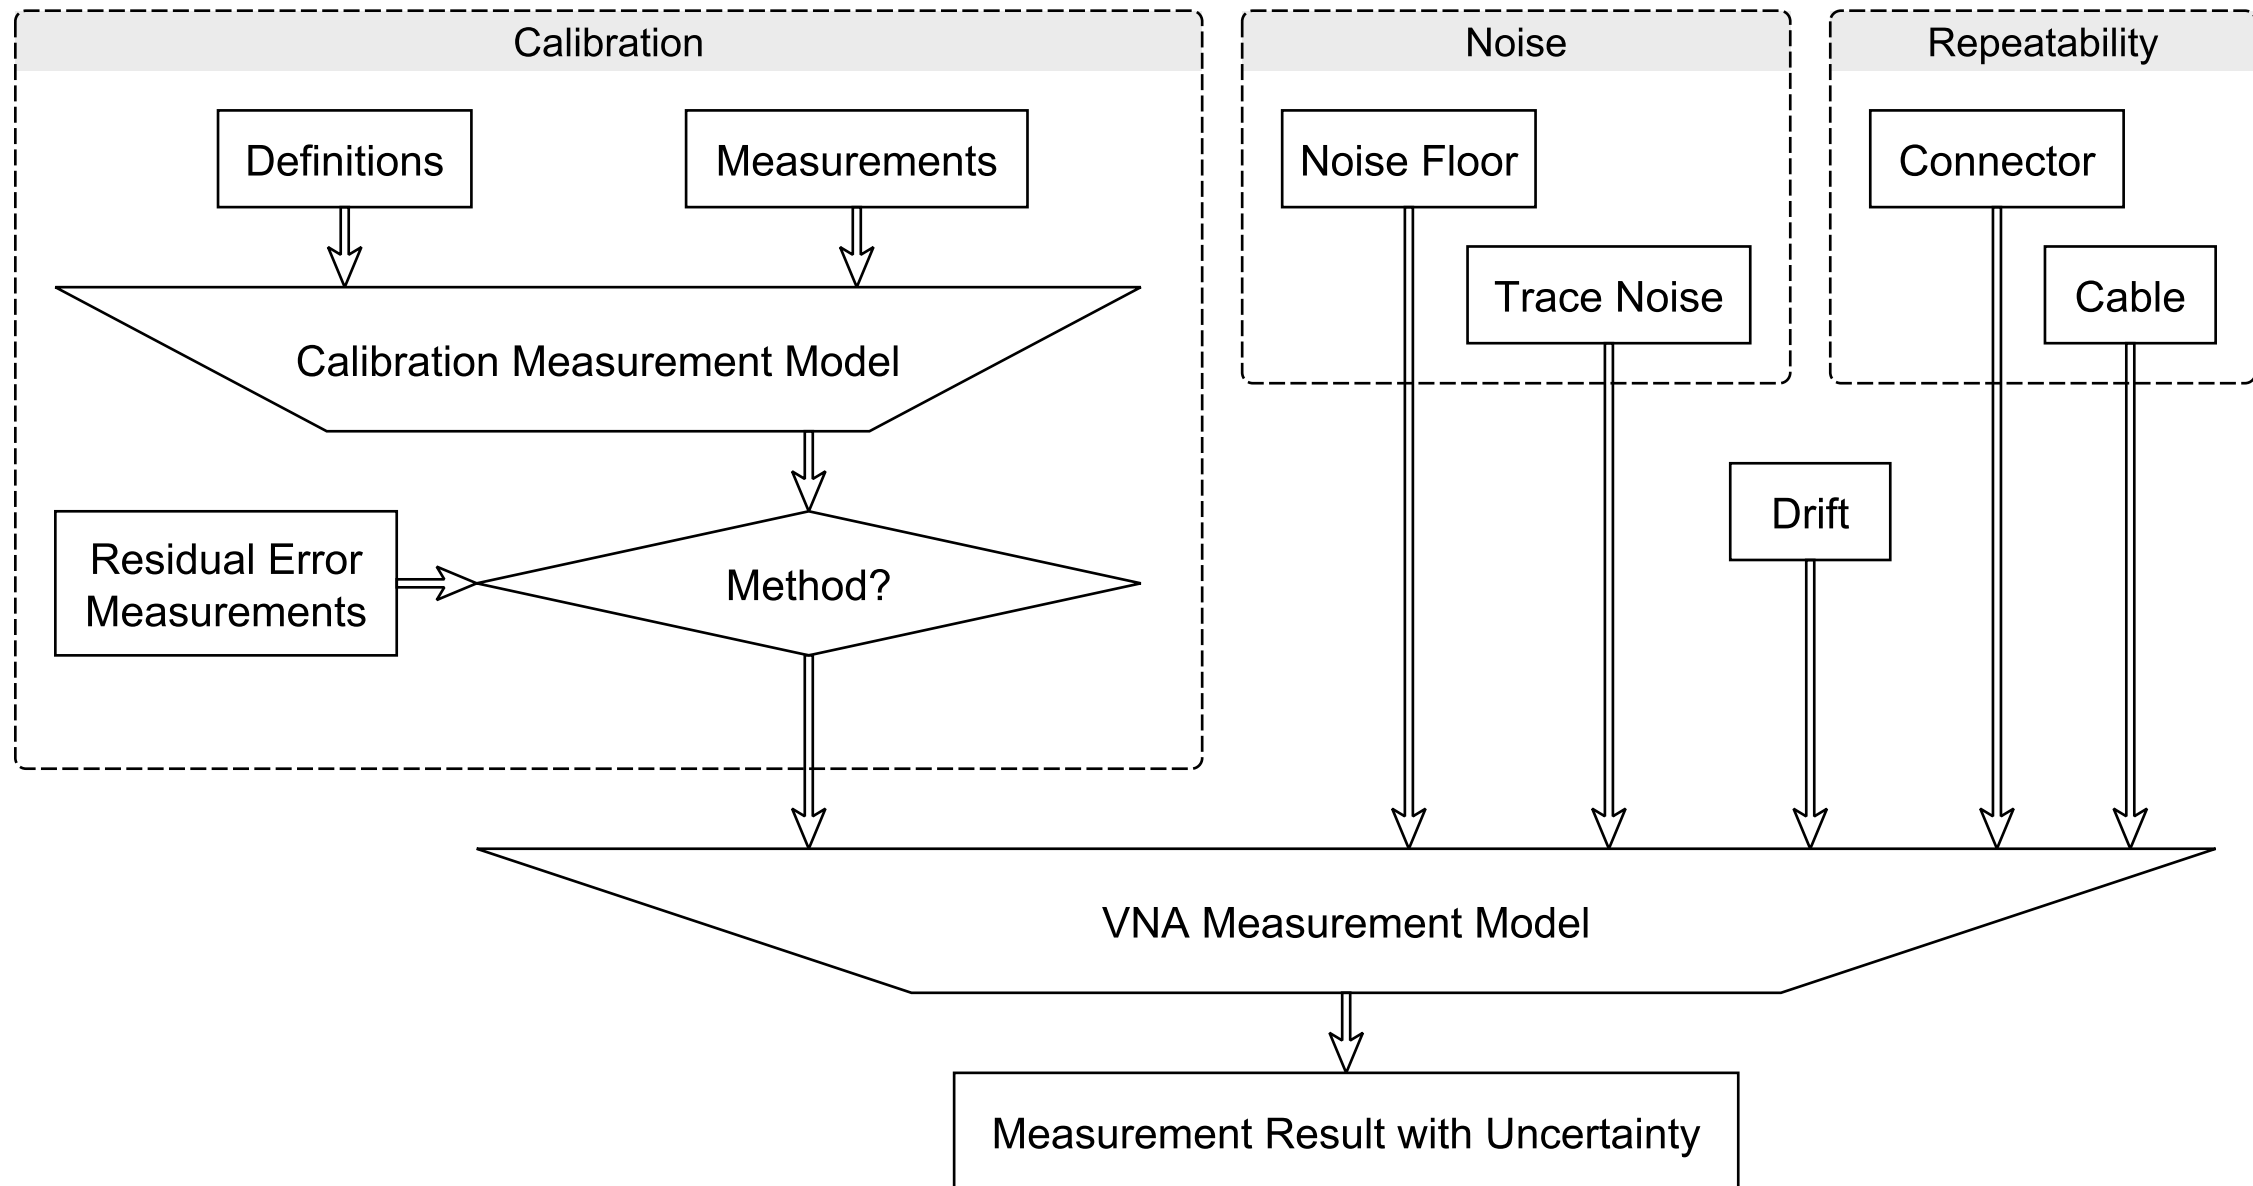 Calibration
Noise
Repeatability
Definitions
Measurements
Noise Floor
Connector
Trace Noise
Cable
Calibration Measurement Model
Drift
Residual Error
Measurements
Method?
VNA Measurement Model
Measurement Result with Uncertainty